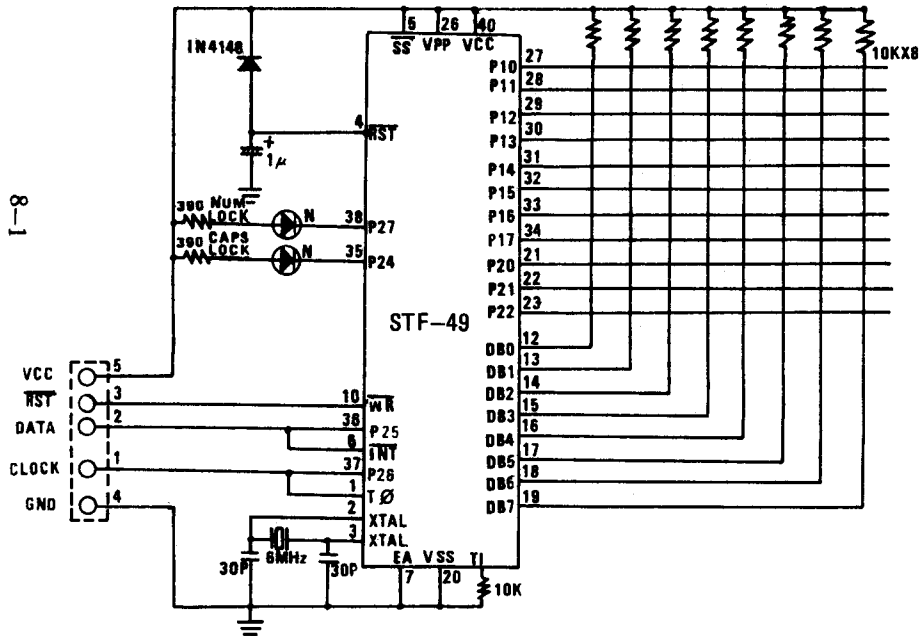 5
26
40
SS VPP VCC
IN4148
10KX8
4
RST
+
1μ
8-1
390 NUM
LOCK
N
38
P27
390 CAPS
LOCK
N
35
P24
STF-49
P10 27
P11 28
P12 29
P13 30
P14 31
P15 32
P16 33
P17 34
P20 21
P21 22
P22 23
DB0 12
DB1 13
DB2 14
DB3 15
DB4 16
DB5 17
DB6 18
DB7 19
VCC 5
RST 3
DATA 2
CLOCK 1
GND 4
10 WR
36 P25
6 INT
37 P26
1 TØ
2 XTAL
3 XTAL
30P
6MHz
30P
EA VSS T1
7
20
10K